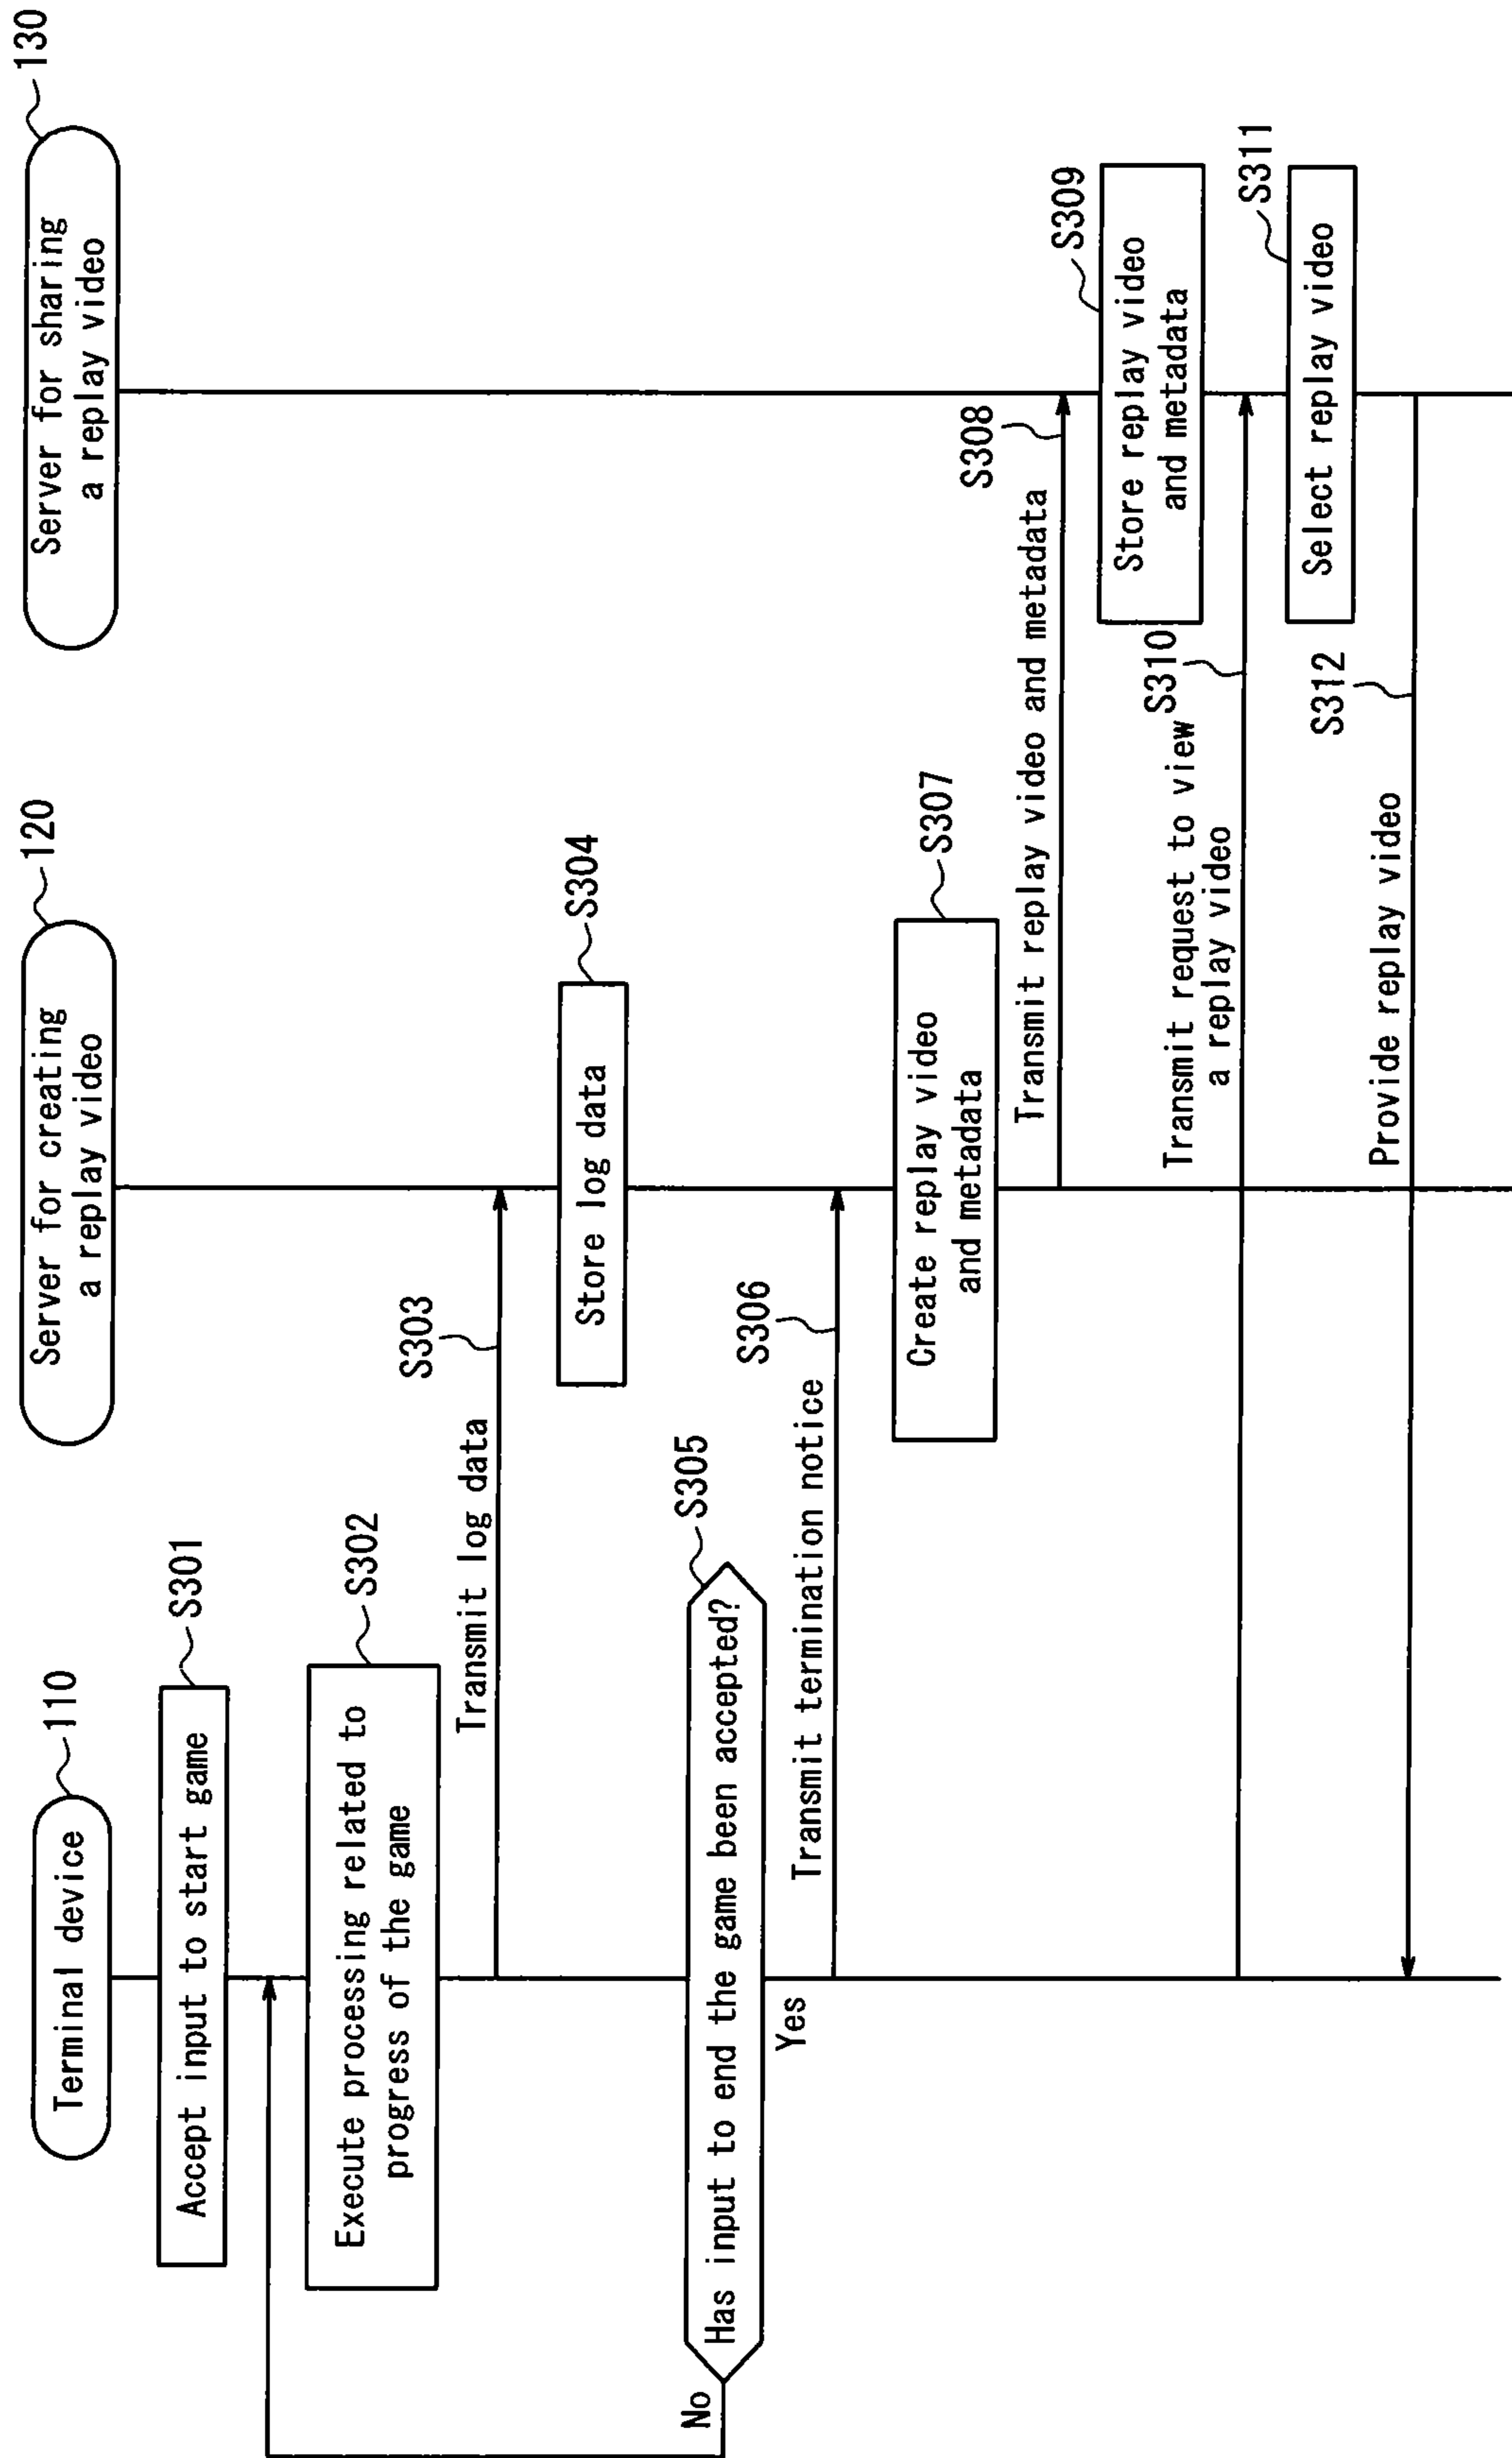 Terminal device
110
Server for creating
a replay video
120
Server for sharing
a replay video
130
Accept input to start game
S301
Execute processing related to
progress of the game
S302
Transmit log data
S303
Store log data
S304
Has input to end the game been accepted?
S305
No
Yes
Transmit termination notice
S306
Create replay video
and metadata
S307
Transmit replay video and metadata
S308
Store replay video
and metadata
S309
Transmit request to view
a replay video
S310
Select replay video
S311
Provide replay video
S312